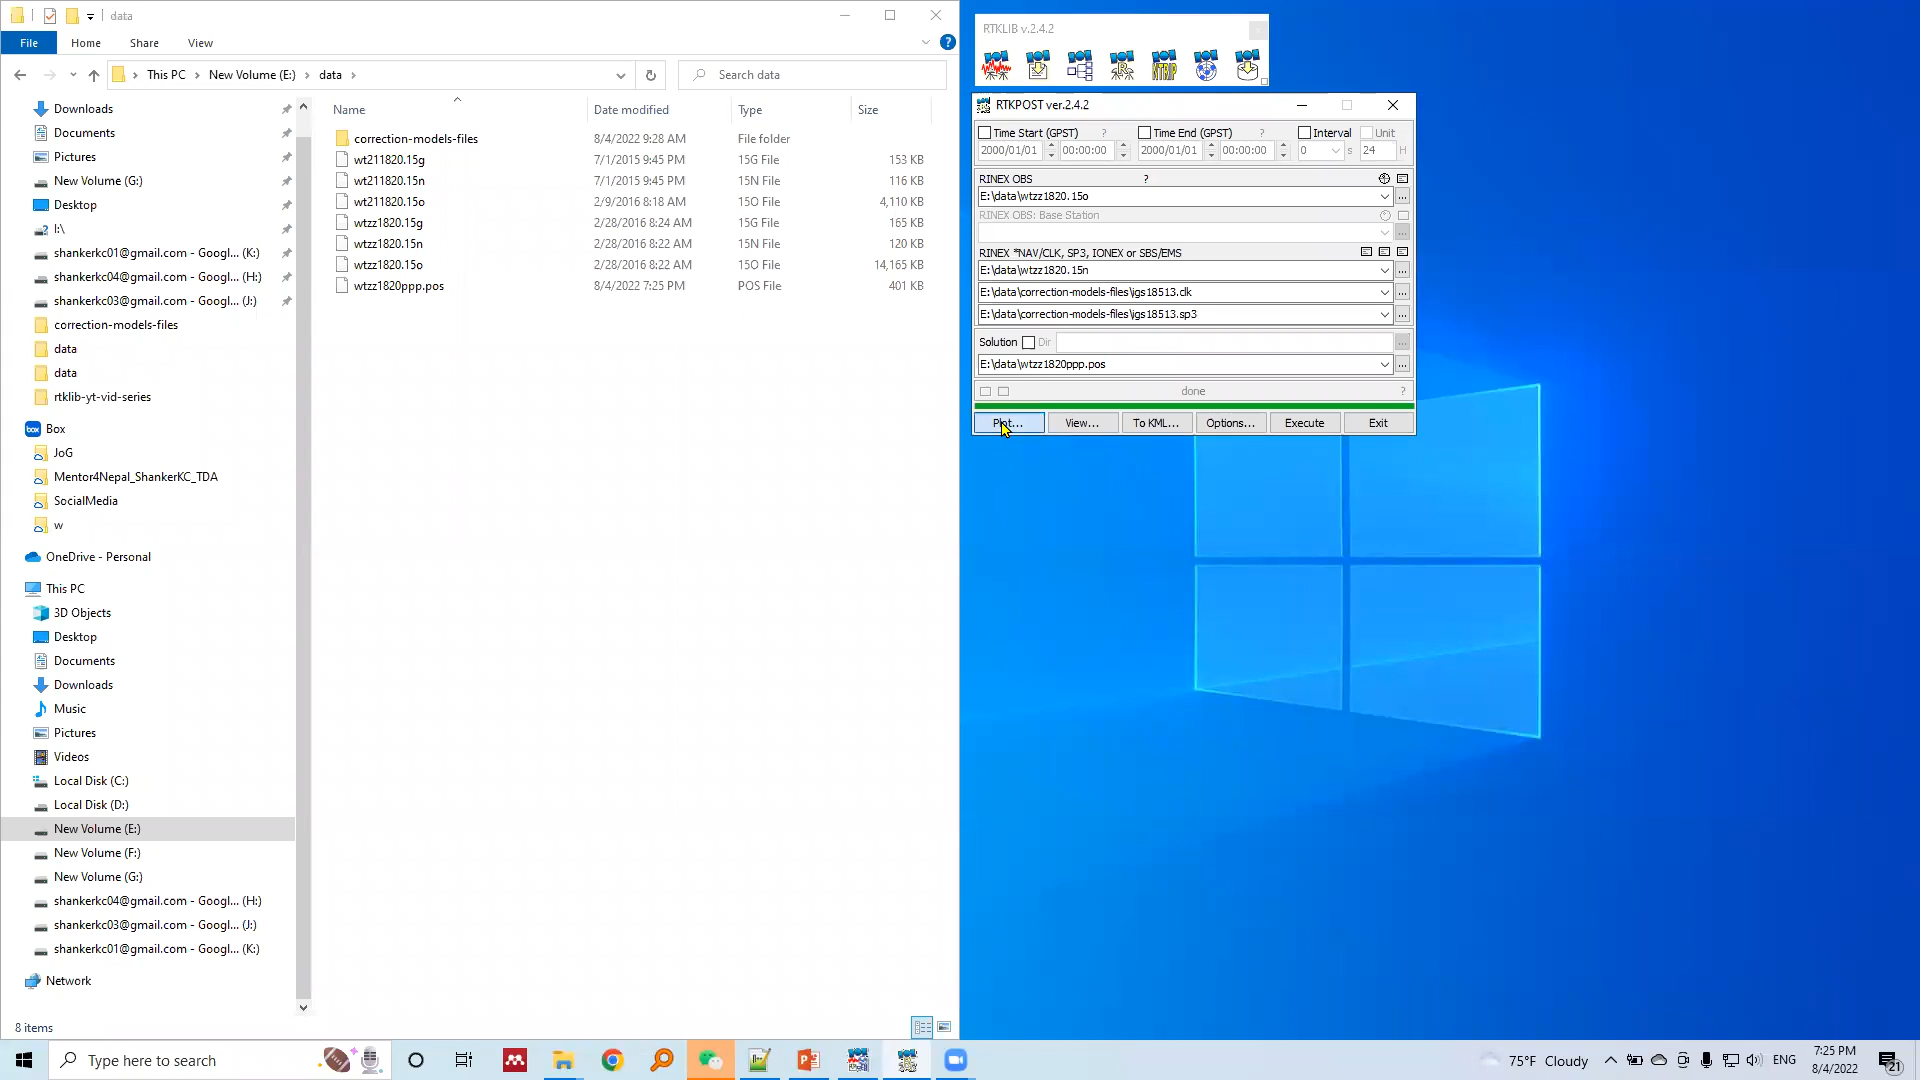 data
File Home Share View
This PC New Volume (E:) data
Search data
Name Date modified Type Size
correction-models-files 8/4/2022 9:28 AM File folder
wt211820.15g 7/1/2015 9:45 PM 15G File 153 KB
wt211820.15n 7/1/2015 9:45 PM 15N File 116 KB
wt211820.15o 2/9/2016 8:18 AM 15O File 4,110 KB
wtzz1820.15g 2/28/2016 8:24 AM 15G File 165 KB
wtzz1820.15n 2/28/2016 8:22 AM 15N File 120 KB
wtzz1820.15o 2/28/2016 8:22 AM 15O File 14,165 KB
wtzz1820ppp.pos 8/4/2022 7:25 PM POS File 401 KB
Downloads
Documents
Pictures
New Volume (G:)
Desktop
I:\
shankerkc01@gmail.com - Googl... (K:)
shankerkc04@gmail.com - Googl... (H:)
shankerkc03@gmail.com - Googl... (J:)
correction-models-files
data
data
rtklib-yt-vid-series
Box
JoG
Mentor4Nepal_ShankerKC_TDA
SocialMedia
w
OneDrive - Personal
This PC
3D Objects
Desktop
Documents
Downloads
Music
Pictures
Videos
Local Disk (C:)
Local Disk (D:)
New Volume (E:)
New Volume (F:)
New Volume (G:)
shankerkc04@gmail.com - Googl... (H:)
shankerkc03@gmail.com - Googl... (J:)
shankerkc01@gmail.com - Googl... (K:)
Network
8 items
RTKLIB v.2.4.2
NTRIP
RTKPOST ver.2.4.2
Time Start (GPST) ? Time End (GPST) ? Interval Unit
2000/01/01 00:00:00 2000/01/01 00:00:00 0 s 24 H
RINEX OBS ?
E:\data\wtzz1820.15o
RINEX OBS: Base Station
RINEX *NAV/CLK, SP3, IONEX or SBS/EMS
E:\data\wtzz1820.15n
E:\data\correction-models-files\igs18513.clk
E:\data\correction-models-files\igs18513.sp3
Solution Dir
E:\data\wtzz1820ppp.pos
done ?
Plot... View... To KML... Options... Execute Exit
Type here to search
75°F Cloudy ENG 7:25 PM
8/4/2022
21